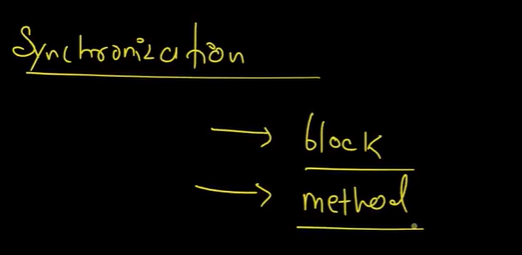 Synchronization
→ block
→ method